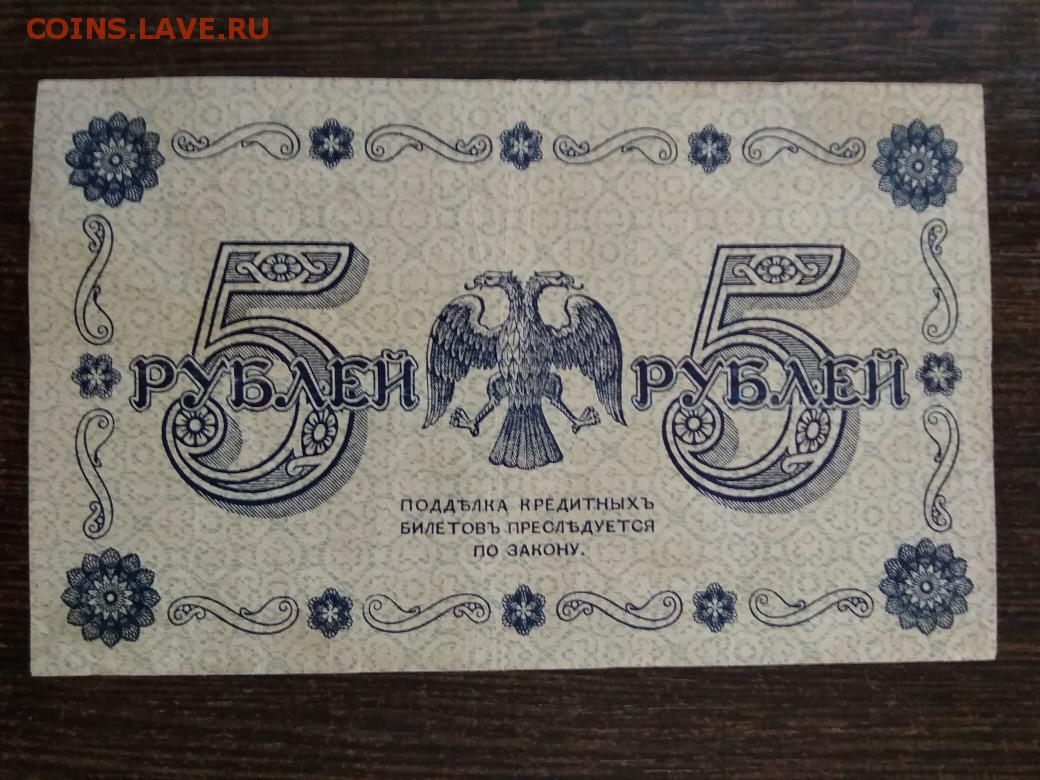 COINS.LAVE.RU
5 5
РУБЛЕЙ РУБЛЕЙ
ПОДДѢЛКА КРЕДИТНЫХЪ
БИЛЕТОВЪ ПРЕСЛѢДУЕТСЯ
ПО ЗАКОНУ.